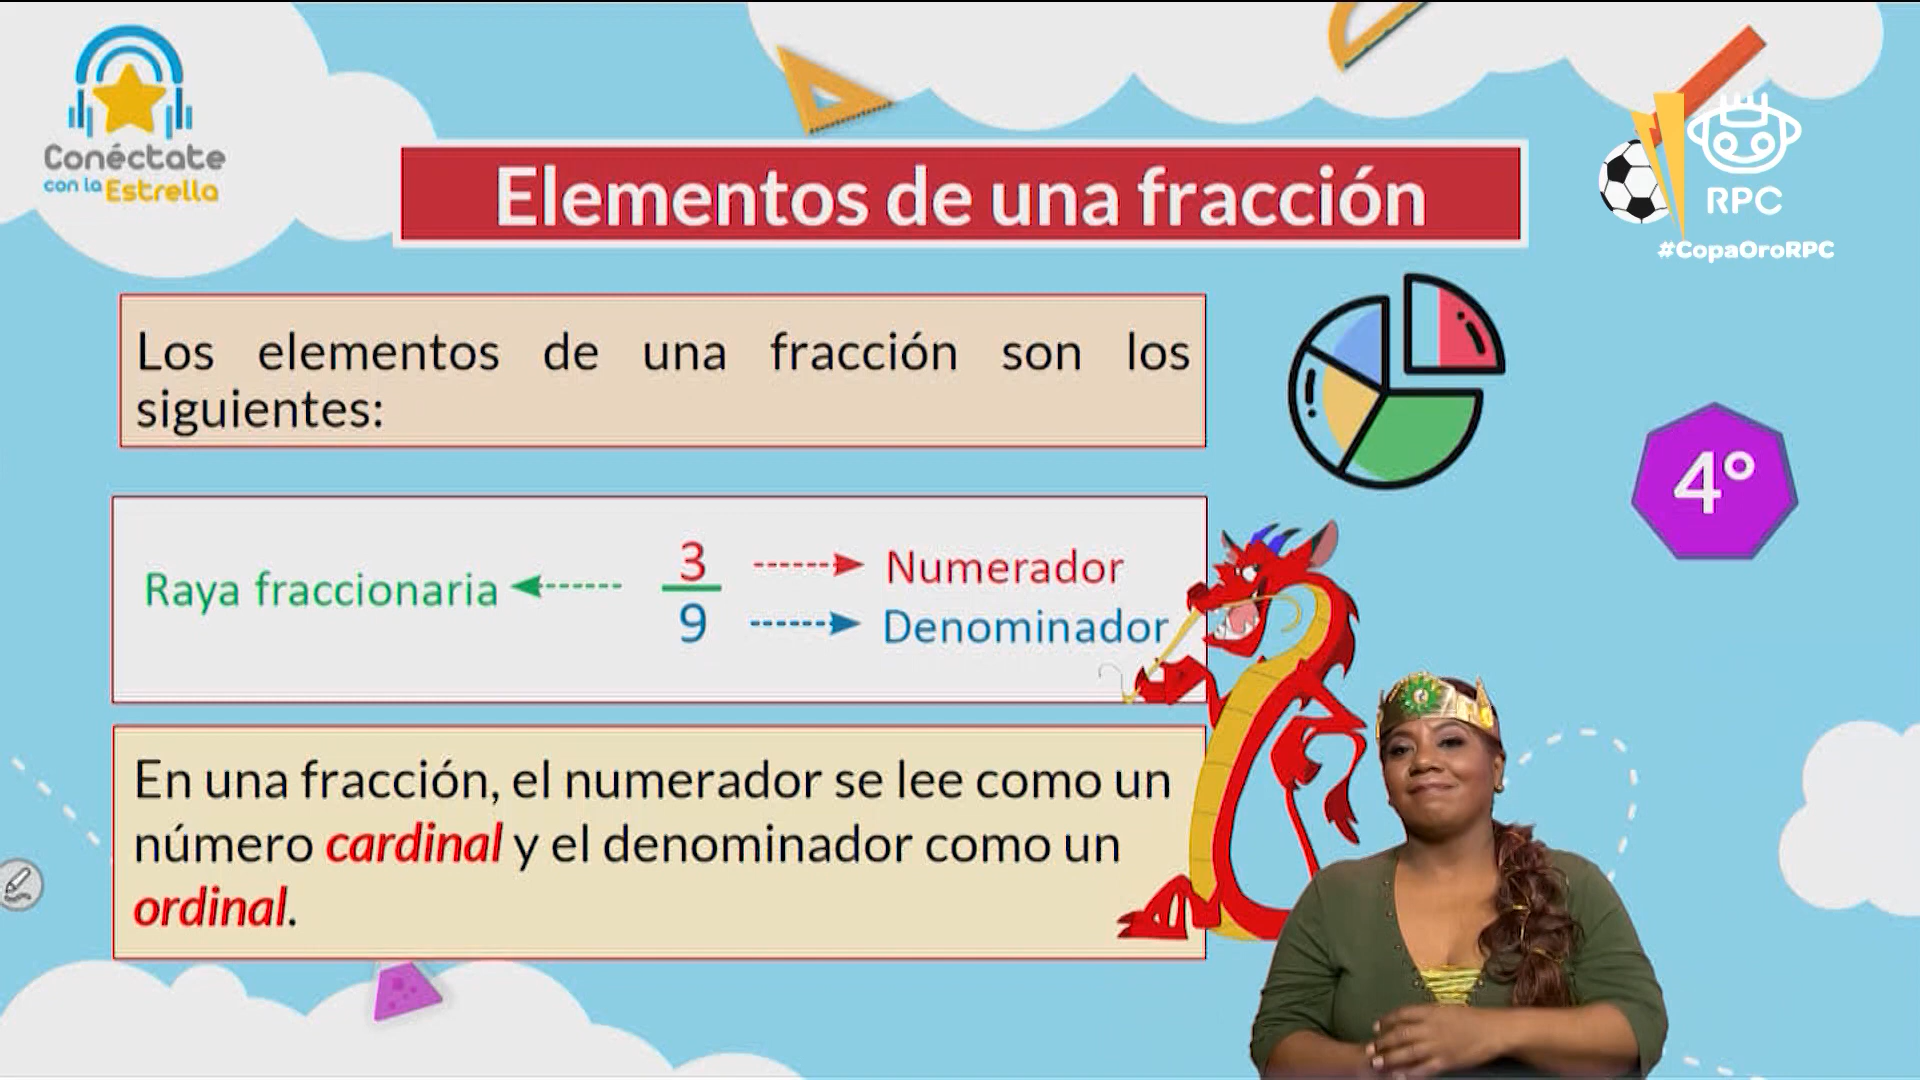 Conéctate
con la Estrella
Elementos de una fracción
RPC
#CopaOroRPC
Los elementos de una fracción son los
siguientes:
4°
Raya fraccionaria
3
9
Numerador
Denominador
En una fracción, el numerador se lee como un
número cardinal y el denominador como un
ordinal.